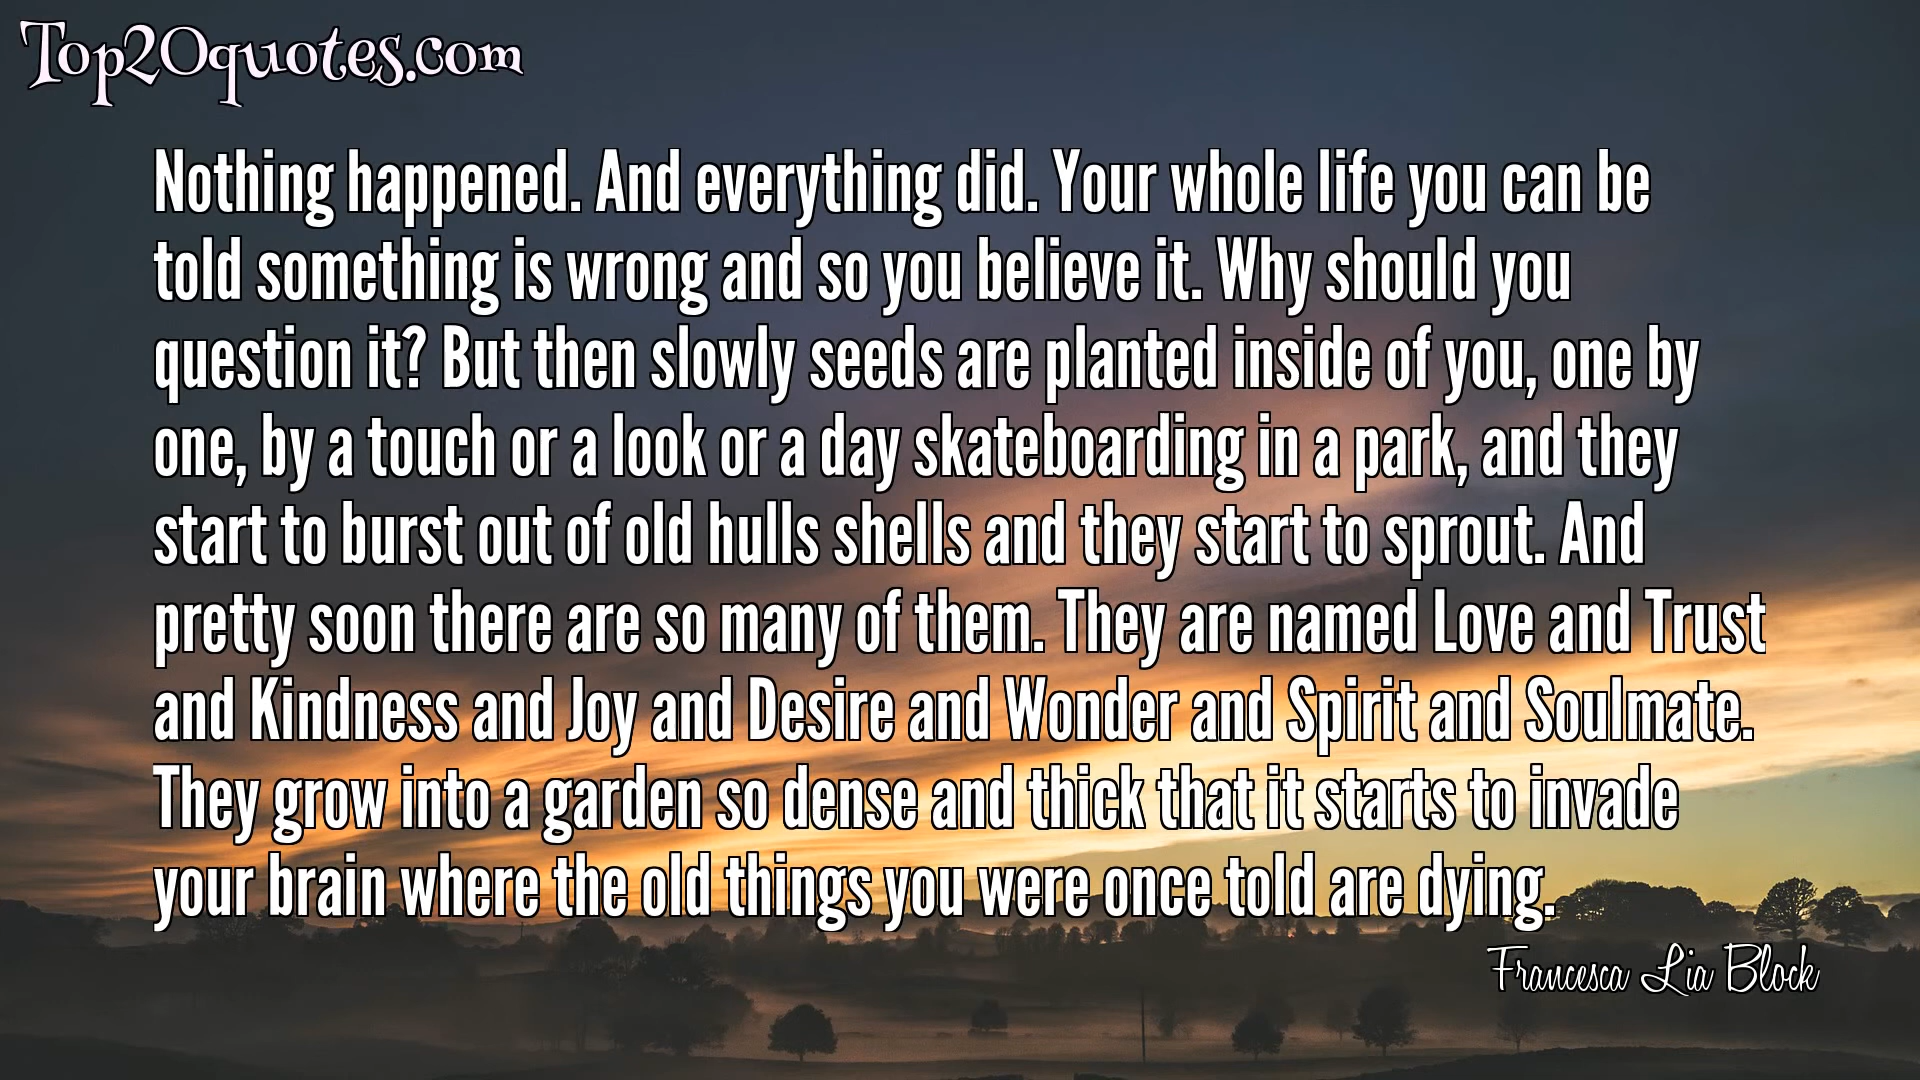 Top20quotes.com
Nothing happened. And everything did. Your whole life you can be
told something is wrong and so you believe it. Why should you
question it? But then slowly seeds are planted inside of you, one by
one, by a touch or a look or a day skateboarding in a park, and they
start to burst out of old hulls shells and they start to sprout. And
pretty soon there are so many of them. They are named Love and Trust
and Kindness and Joy and Desire and Wonder and Spirit and Soulmate.
They grow into a garden so dense and thick that it starts to invade
your brain where the old things you were once told are dying.
Francesca Lia Block